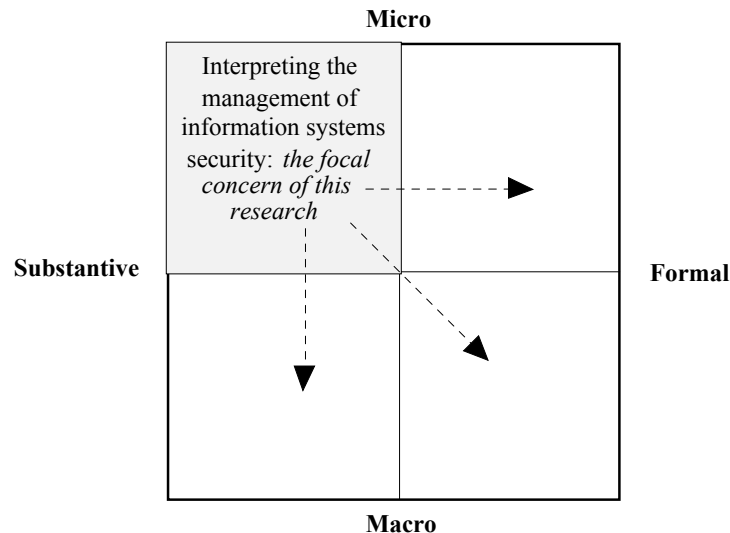 Micro
Interpreting the
management of
information systems
security: the focal
concern of this
research
Substantive
Formal
Macro